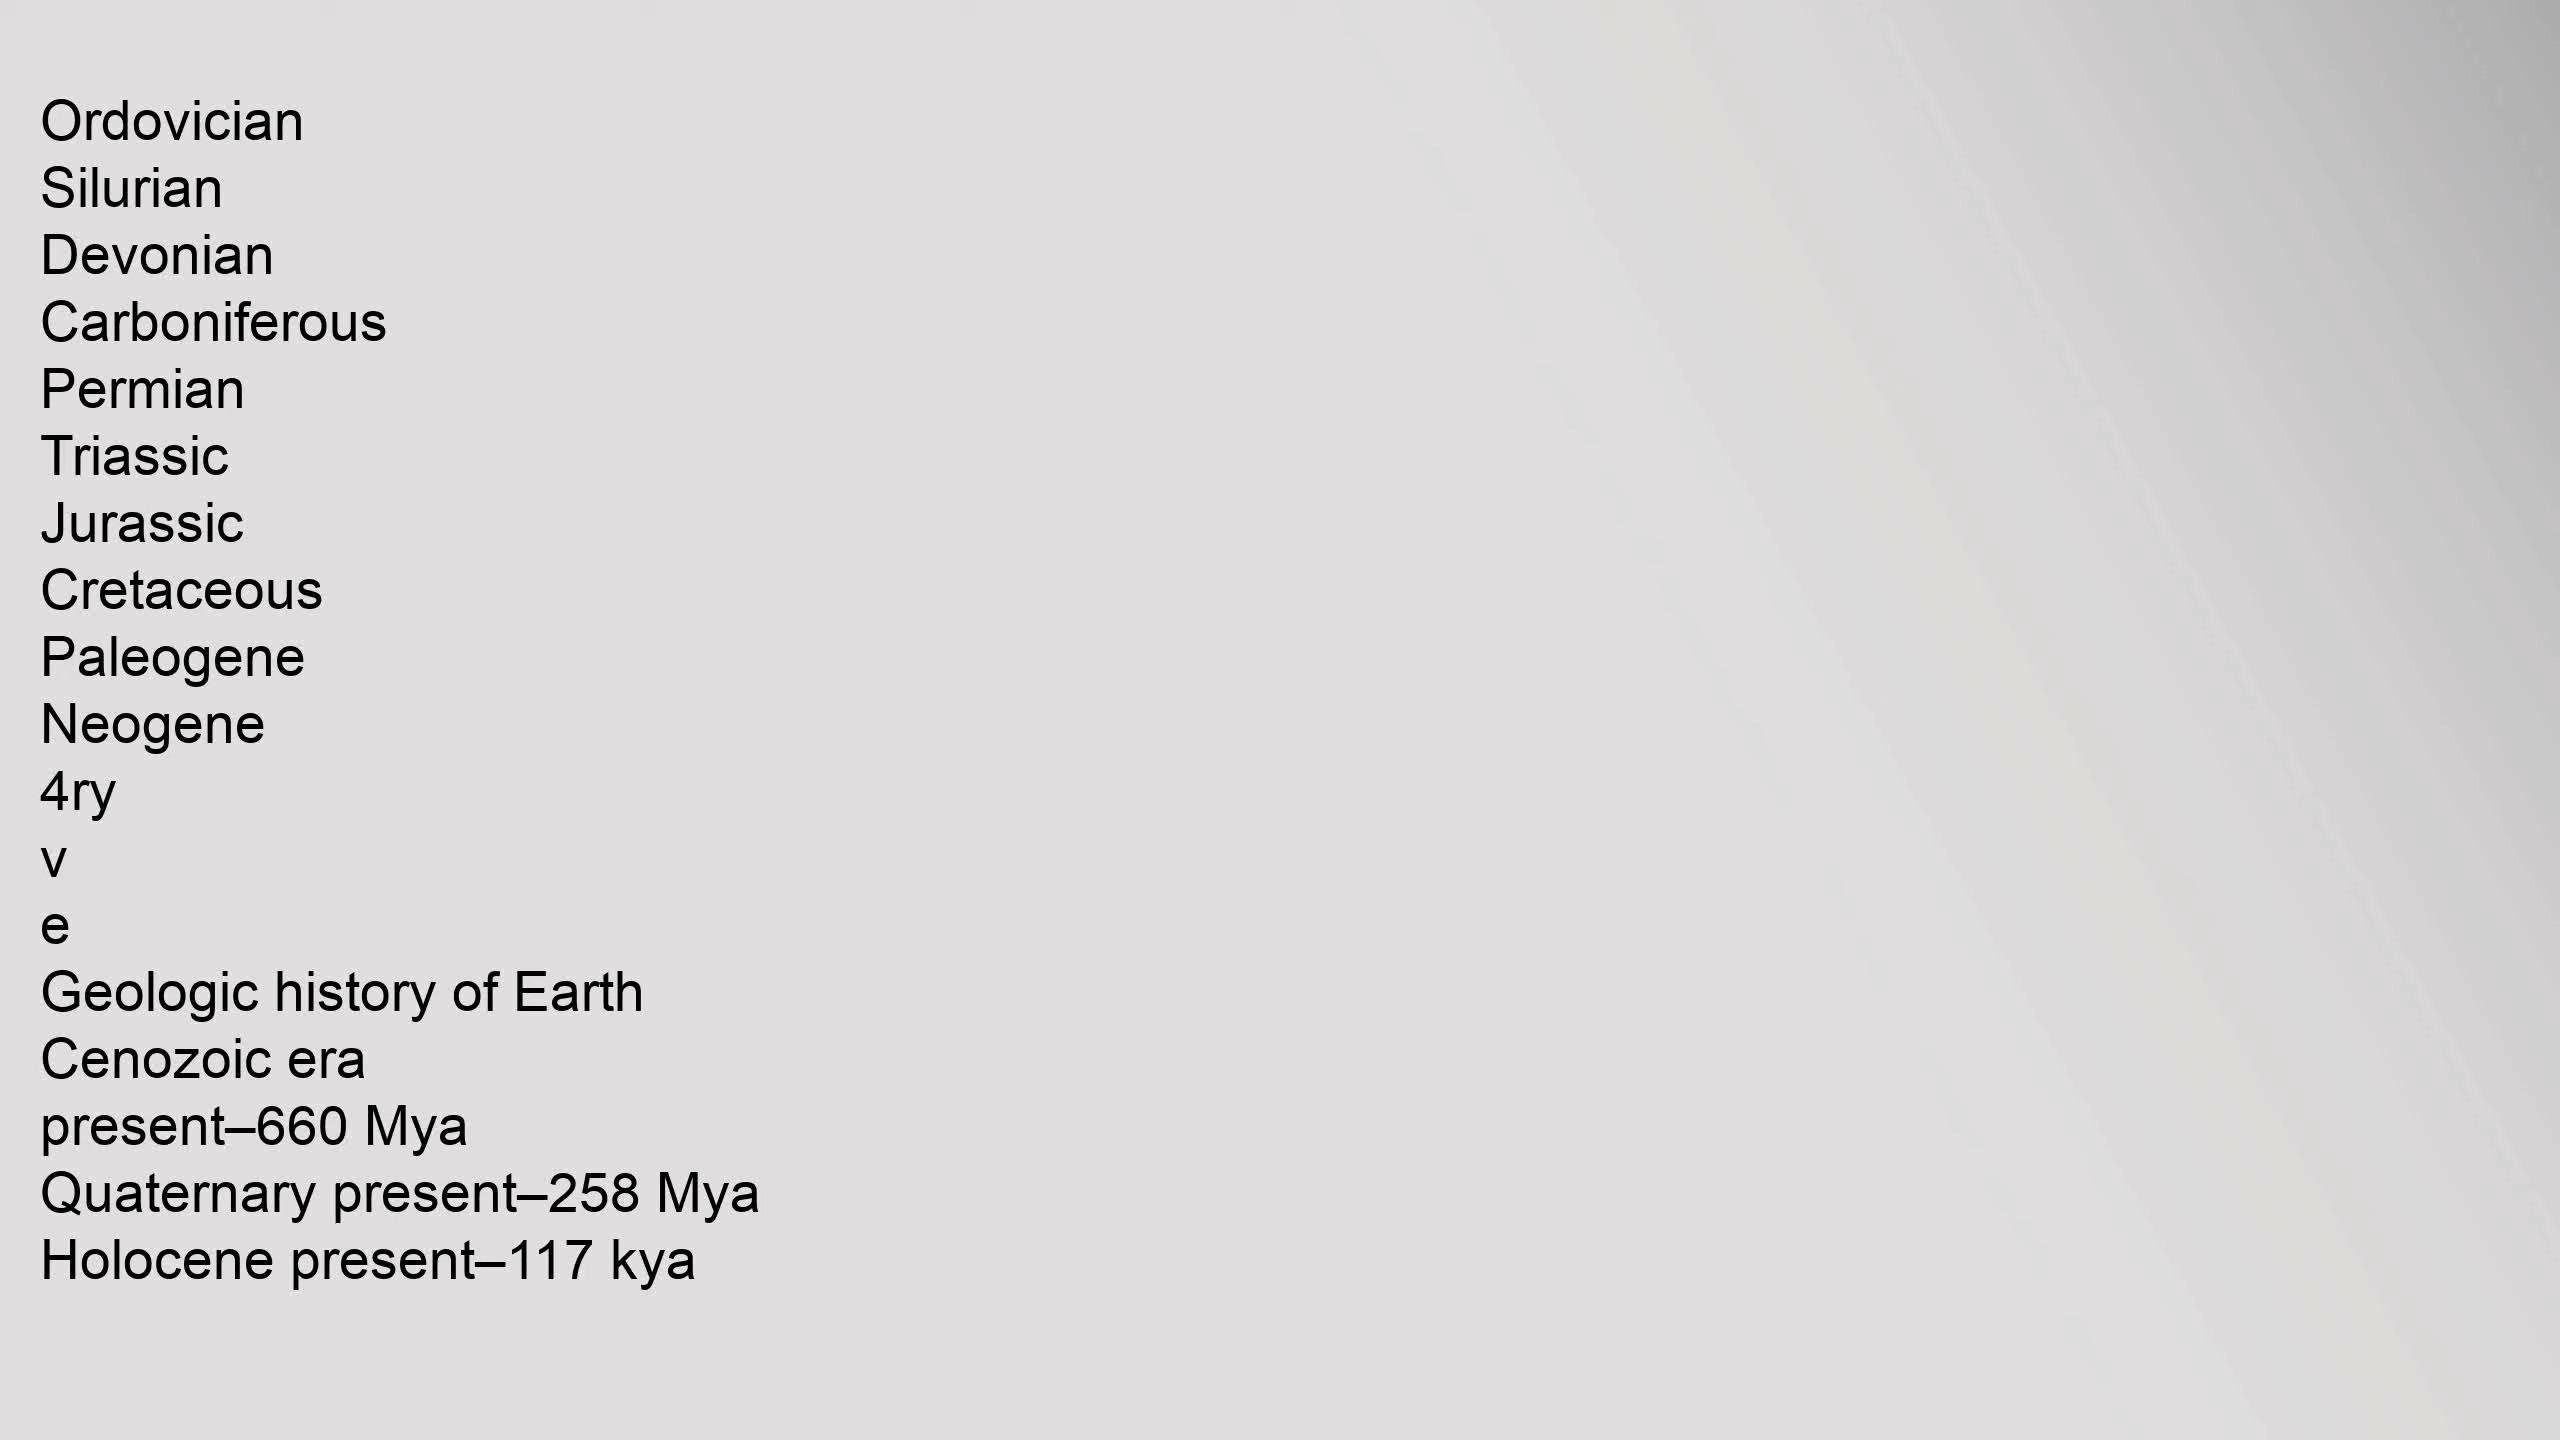 Ordovician
Silurian
Devonian
Carboniferous
Permian
Triassic
Jurassic
Cretaceous
Paleogene
Neogene
4ry
v
e
Geologic history of Earth
Cenozoic era
present–660 Mya
Quaternary present–258 Mya
Holocene present–117 kya